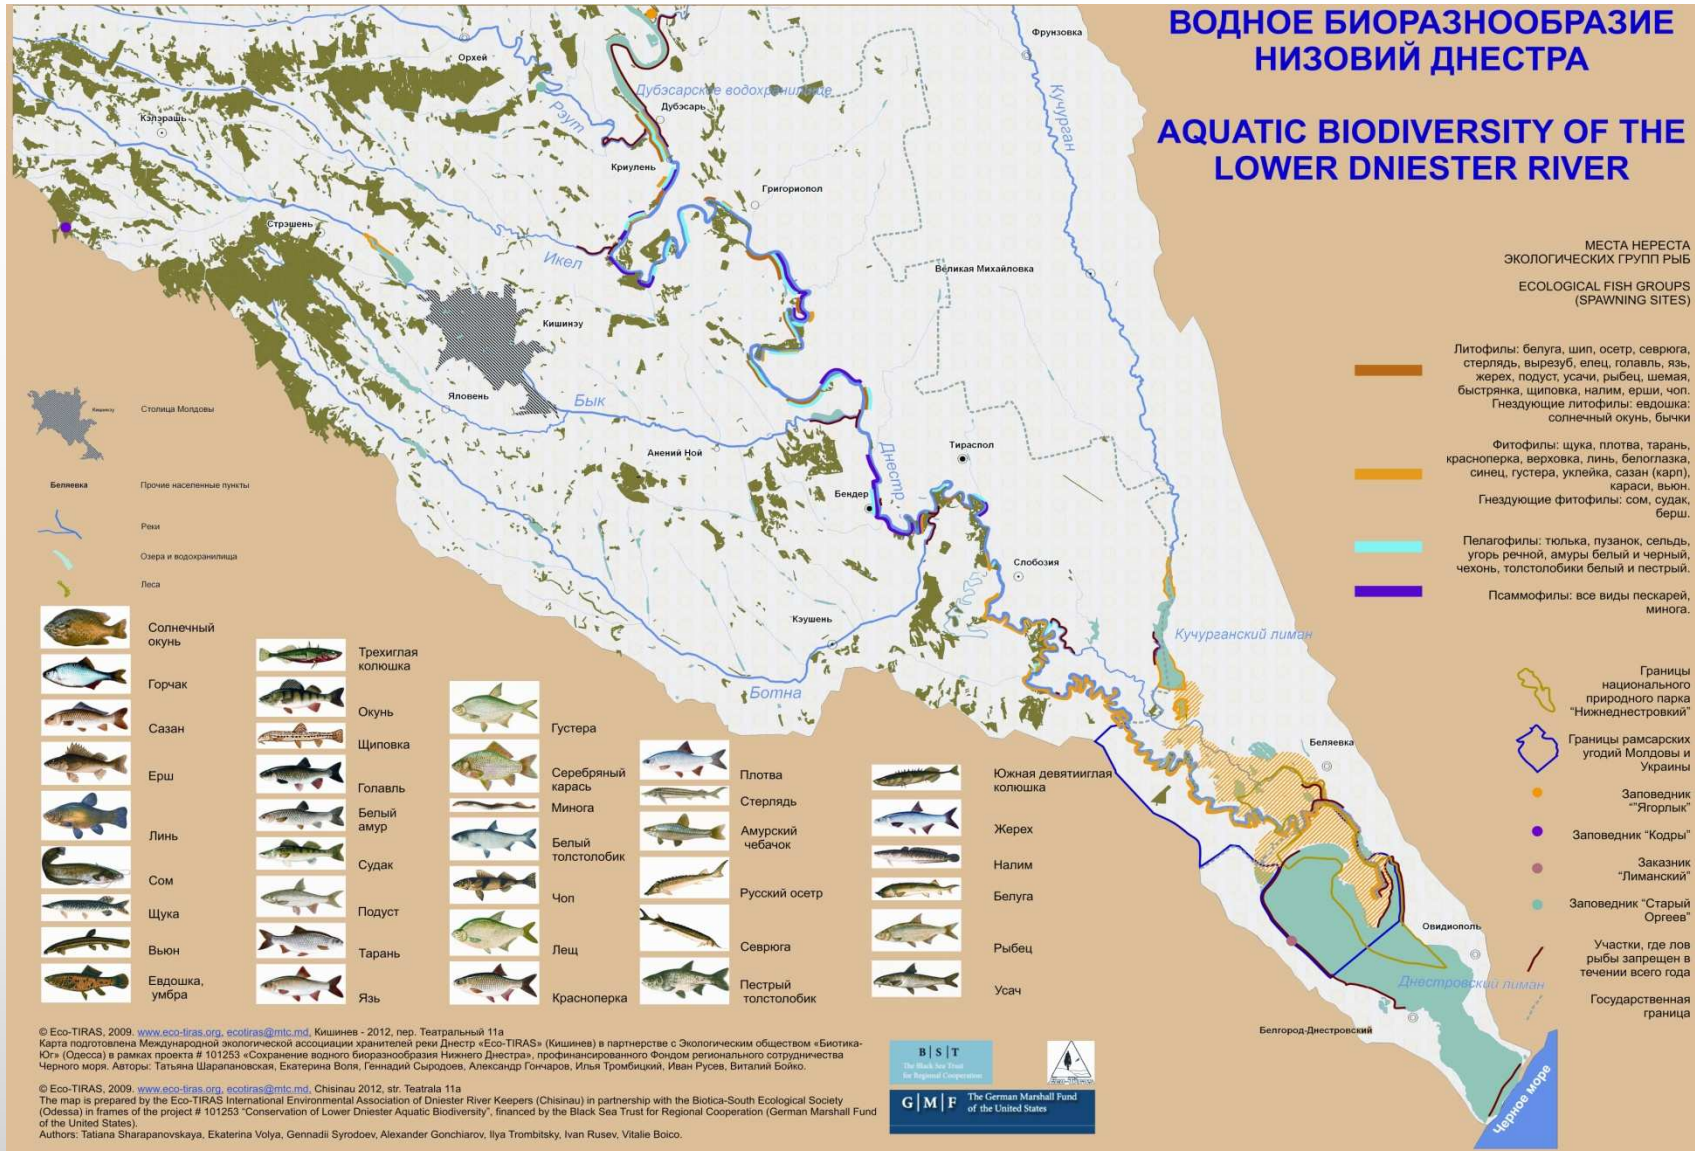 ВОДНОЕ БИОРАЗНООБРАЗИЕ
НИЗОВИЙ ДНЕСТРА
AQUATIC BIODIVERSITY OF THE
LOWER DNIESTER RIVER
Фрунзовка
Орхей
Дубэсарское водохранилище
Дубэсарь
Рэут
Кучурган
Кэлэрашь
Криулень
Григориопол
Стрэшень
Икел
Великая Михайловка
Кишинэу
Яловень
Бык
Тираспол
Анений Ной
Днестр
Бендер
Слобозия
Кэушень
Кучурганский лиман
Ботна
Беляевка
Овидиополь
Днестровский лиман
Белгород-Днестровский
Черное море
МЕСТА НЕРЕСТА
ЭКОЛОГИЧЕСКИХ ГРУПП РЫБ
ECOLOGICAL FISH GROUPS
(SPAWNING SITES)
Литофилы: белуга, шип, осетр, севрюга,
стерлядь, вырезуб, елец, голавль, язь,
жерех, подуст, усачи, рыбец, шемая,
быстрянка, щиповка, налим, ерши, чоп.
Гнездующие литофилы: евдошка:
солнечный окунь, бычки
Фитофилы: щука, плотва, тарань,
красноперка, верховка, линь, белоглазка,
синец, густера, уклейка, сазан (карп),
караси, вьюн.
Гнездующие фитофилы: сом, судак,
берш.
Пелагофилы: тюлька, пузанок, сельдь,
угорь речной, амуры белый и черный,
чехонь, толстолобики белый и пестрый.
Псаммофилы: все виды пескарей,
минога.
Границы
национального
природного парка
"Нижнеднестровкий"
Границы рамсарских
угодий Молдовы и
Украины
Заповедник
""Ягорлык"
Заповедник "Кодры"
Заказник
"Лиманский"
Заповедник "Старый
Оргеев"
Участки, где лов
рыбы запрещен в
течении всего года
Государственная
граница
Кишинэу
Столица Молдовы
Беляевка
Прочие населенные пункты
Реки
Озера и водохранилища
Леса
Солнечный
окунь
Горчак
Сазан
Ерш
Линь
Сом
Щука
Вьюн
Евдошка,
умбра
Трехиглая
колюшка
Окунь
Щиповка
Голавль
Белый
амур
Судак
Подуст
Тарань
Язь
Густера
Серебряный
карась
Минога
Белый
толстолобик
Чоп
Лещ
Красноперка
Плотва
Стерлядь
Амурский
чебачок
Русский осетр
Севрюга
Пестрый
толстолобик
Южная девятииглая
колюшка
Жерех
Налим
Белуга
Рыбец
Усач
© Eco-TIRAS, 2009. www.eco-tiras.org, ecotiras@mtc.md, Кишинев - 2012, пер. Театральный 11а
Карта подготовлена Международной экологической ассоциации хранителей реки Днестр «Eco-TIRAS» (Кишинев) в партнерстве с Экологическим обществом «Биотика-
Юг» (Одесса) в рамках проекта # 101253 «Сохранение водного биоразнообразия Нижнего Днестра», профинансированного Фондом регионального сотрудничества
Черного моря. Авторы: Татьяна Шарапановская, Екатерина Воля, Геннадий Сыродоев, Александр Гончаров, Илья Тромбицкий, Иван Русев, Виталий Бойко.
© Eco-TIRAS, 2009. www.eco-tiras.org, ecotiras@mtc.md, Chisinau 2012, str. Teatrala 11a
The map is prepared by the Eco-TIRAS International Environmental Association of Dniester River Keepers (Chisinau) in partnership with the Biotica-South Ecological Society
(Odessa) in frames of the project # 101253 "Conservation of Lower Dniester Aquatic Biodiversity", financed by the Black Sea Trust for Regional Cooperation (German Marshall Fund
of the United States).
Authors: Tatiana Sharapanovskaya, Ekaterina Volya, Gennadii Syrodoev, Alexander Gonchiarov, Ilya Trombitsky, Ivan Rusev, Vitalie Boico.
B|S|T
The Black Sea Trust
for Regional Cooperation
Eco-TIRAS
G|M|F The German Marshall Fund
of the United States